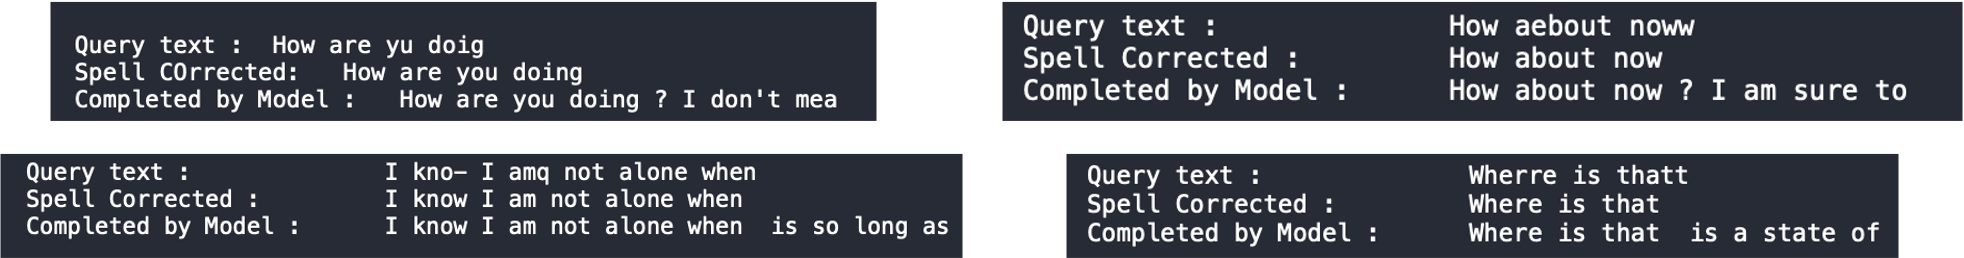 Query text :  How are yu doig
Spell COrrected:   How are you doing
Completed by Model :   How are you doing ? I don't mea
Query text :          How aebout noww
Spell Corrected :     How about now
Completed by Model :  How about now ? I am sure to
Query text :          I kno– I amq not alone when
Spell Corrected :     I know I am not alone when
Completed by Model :  I know I am not alone when  is so long as
Query text :          Wherre is thatt
Spell Corrected :     Where is that
Completed by Model :  Where is that  is a state of